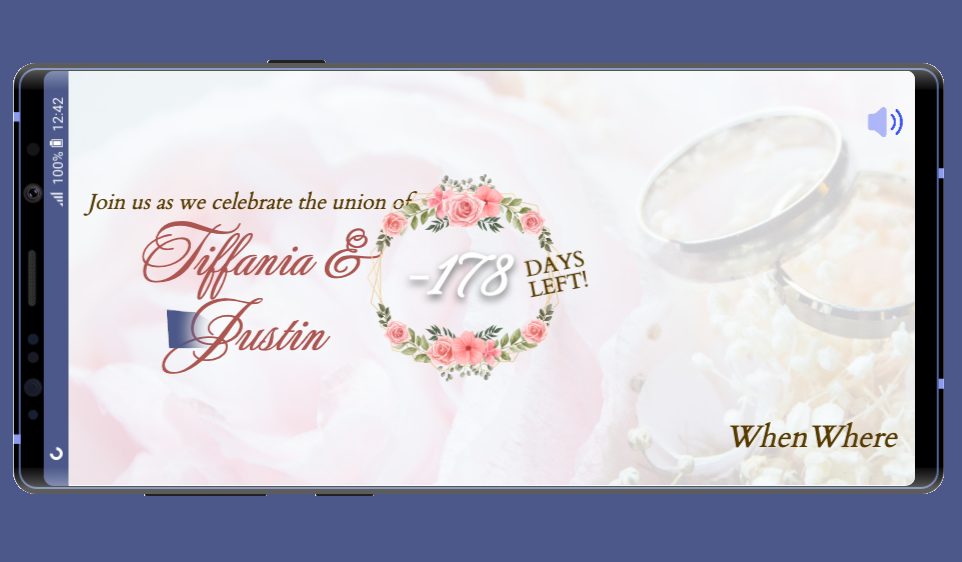 100% 12:42
Join us as we celebrate the union of
Tiffania &
Justin
-178
DAYS
LEFT!
When Where